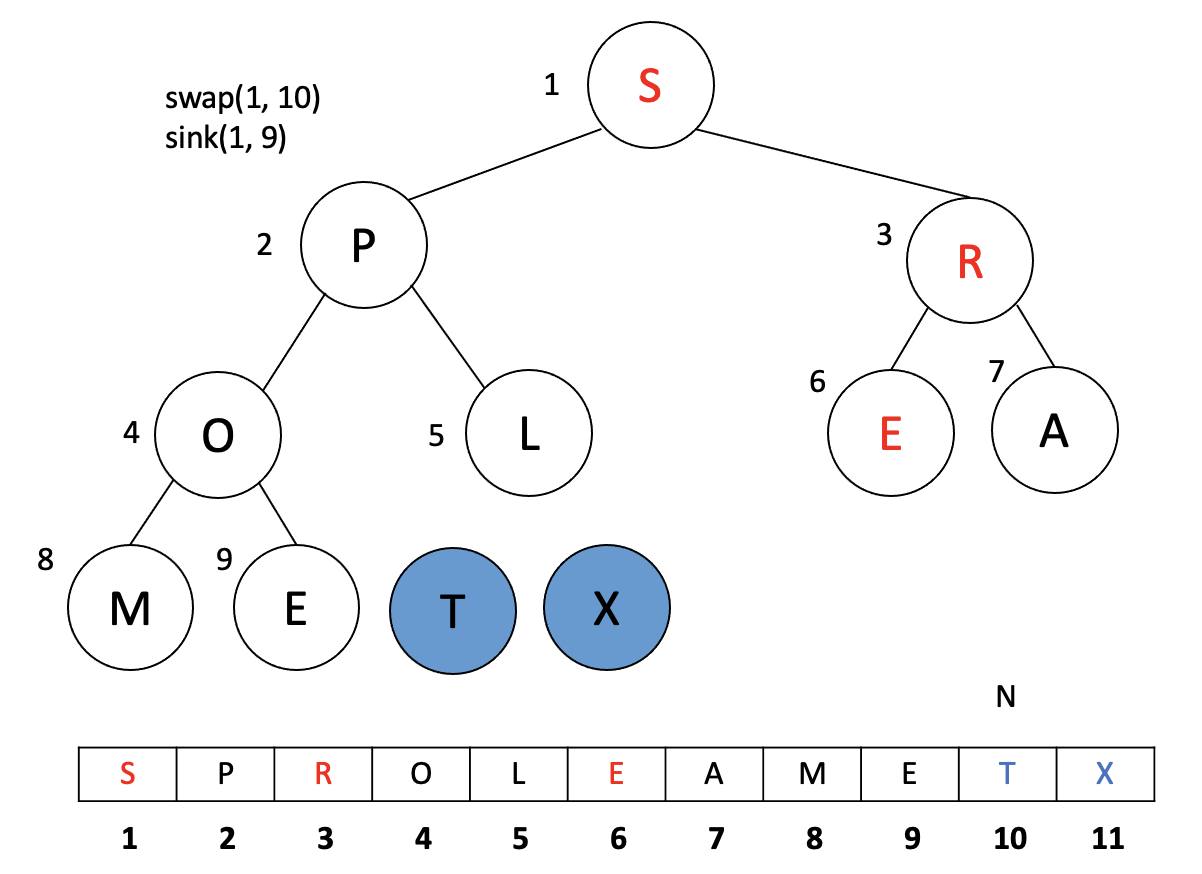 swap(1, 10)
sink(1, 9)
1 S
2 P
3 R
4 O
5 L
6 E
7 A
8 M
9 E
T
X
N
S P R O L E A M E T X
1 2 3 4 5 6 7 8 9 10 11